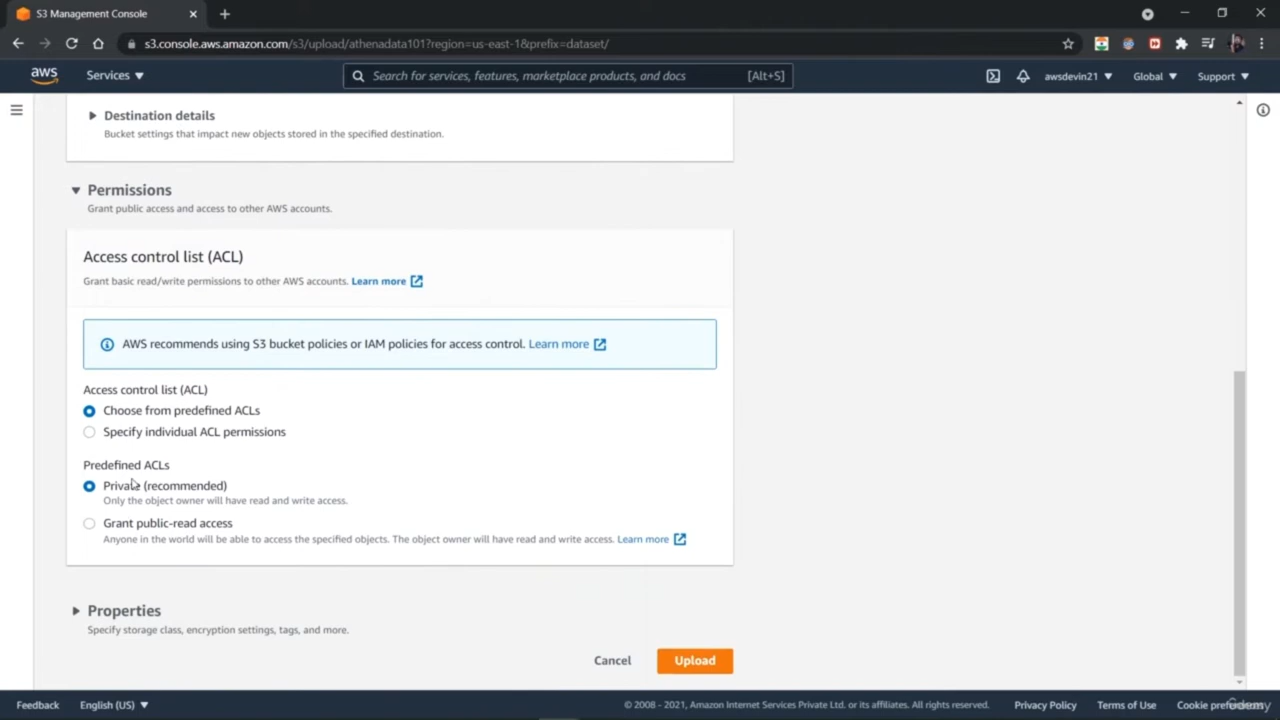 S3 Management Console
s3.console.aws.amazon.com/s3/upload/athenadata101?region=us-east-1&prefix=dataset/
aws
Services
Search for services, features, marketplace products, and docs
[Alt+S]
awsdevin21
Global
Support
Destination details
Bucket settings that impact new objects stored in the specified destination.
Permissions
Grant public access and access to other AWS accounts.
Access control list (ACL)
Grant basic read/write permissions to other AWS accounts. Learn more
AWS recommends using S3 bucket policies or IAM policies for access control. Learn more
Access control list (ACL)
Choose from predefined ACLs
Specify individual ACL permissions
Predefined ACLs
Private (recommended)
Only the object owner will have read and write access.
Grant public-read access
Anyone in the world will be able to access the specified objects. The object owner will have read and write access. Learn more
Properties
Specify storage class, encryption settings, tags, and more.
Cancel
Upload
Feedback
English (US)
© 2008 - 2021, Amazon Internet Services Private Ltd. or its affiliates. All rights reserved.
Privacy Policy
Terms of Use
Cookie preferences
Udemy